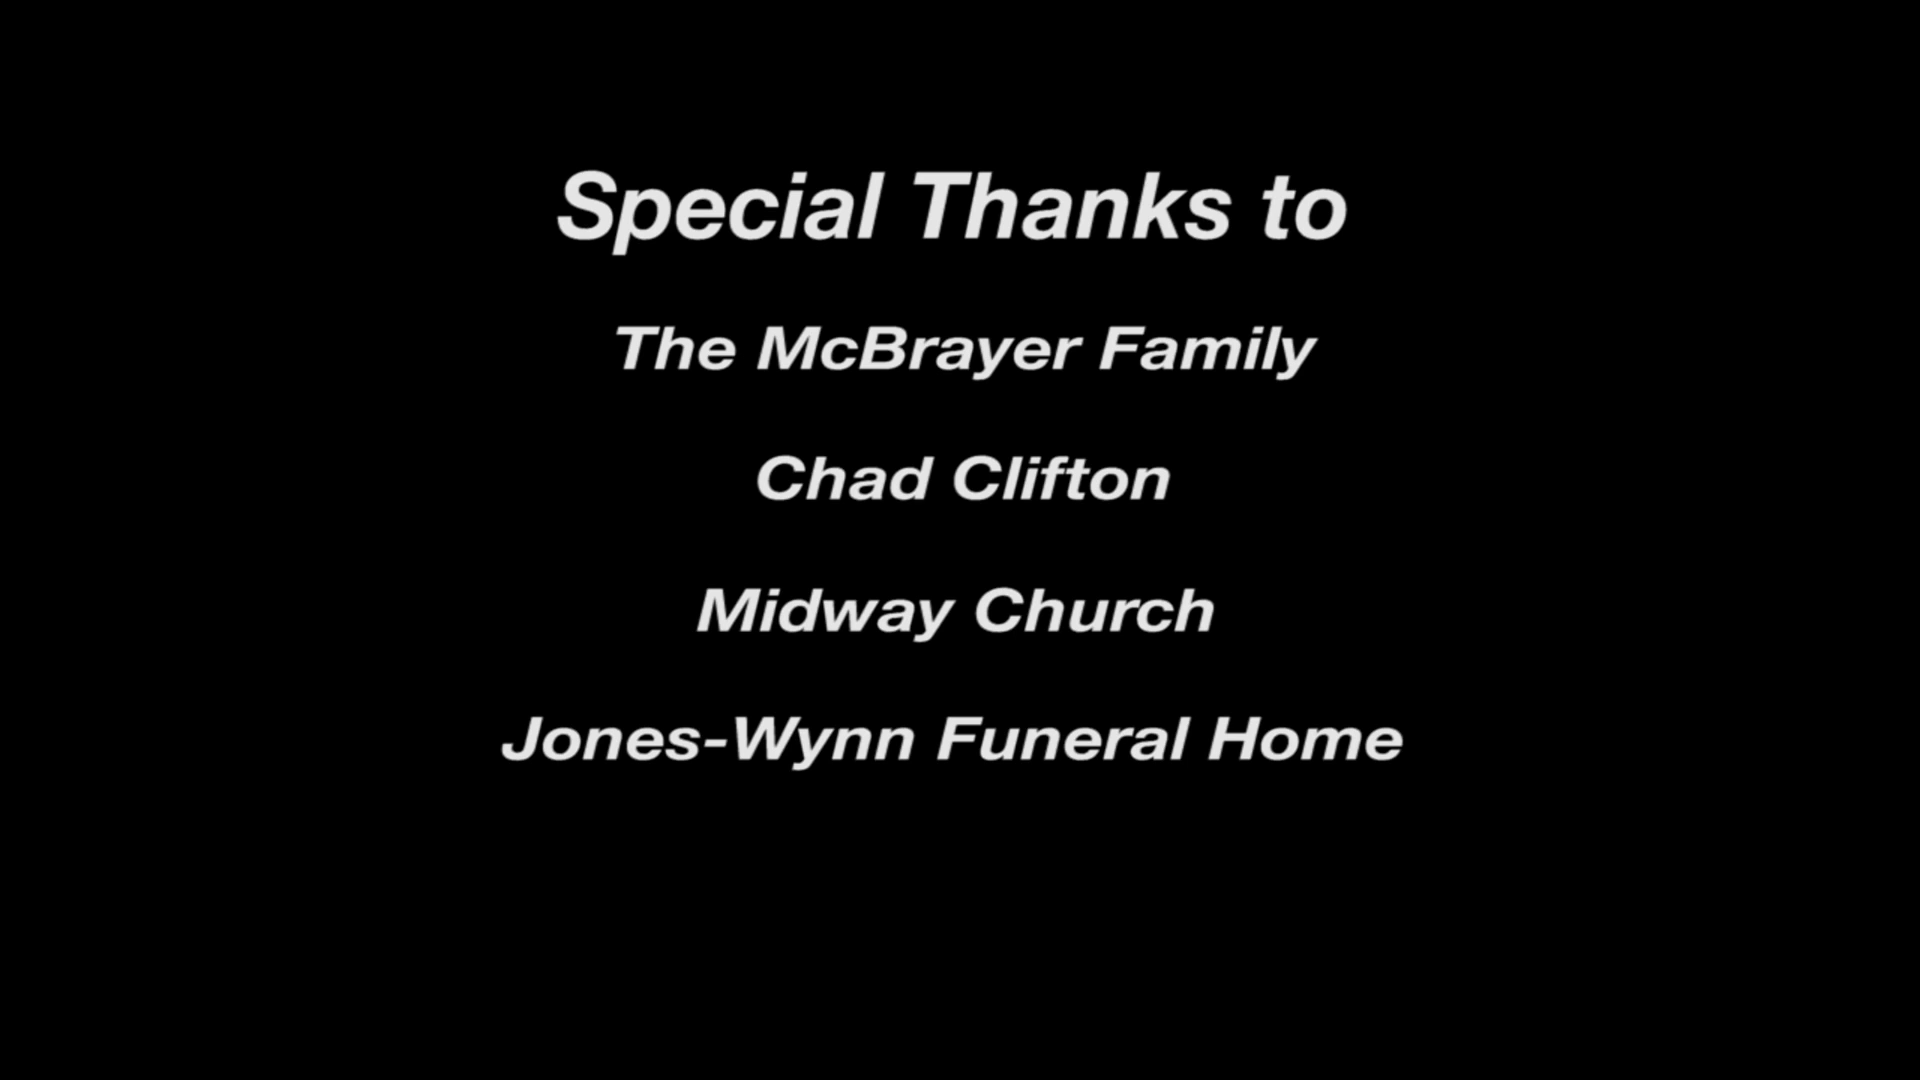 Special Thanks to
The McBrayer Family
Chad Clifton
Midway Church
Jones-Wynn Funeral Home